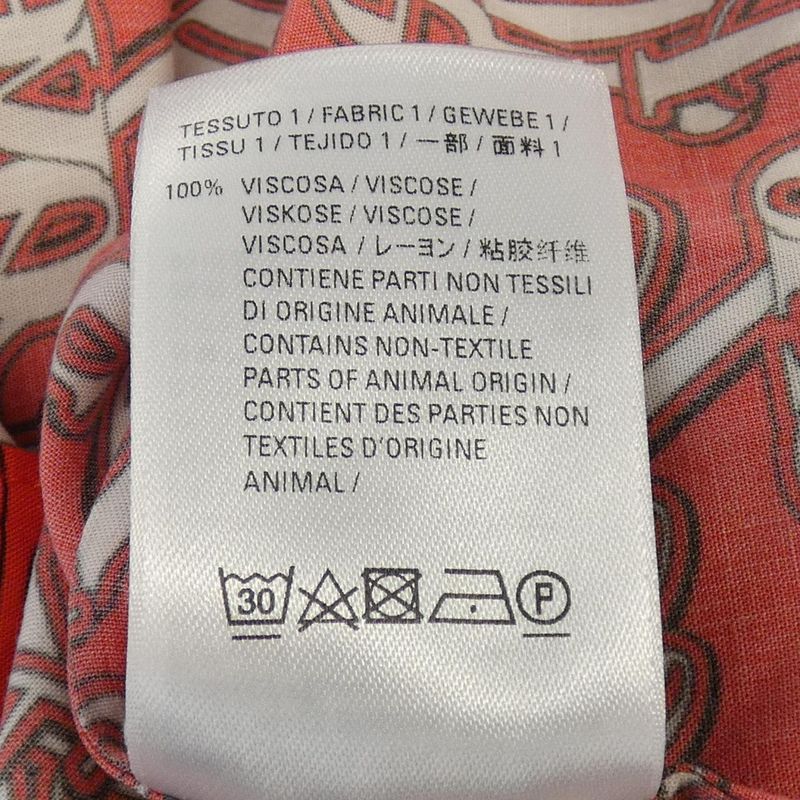 TESSUTO 1 / FABRIC 1 / GEWEBE 1 /
TISSU 1 / TEJIDO 1 / 一部 / 面料 1
100% VISCOSA / VISCOSE /
VISKOSE / VISCOSE /
VISCOSA / レーヨン / 粘胶纤维
CONTIENE PARTI NON TESSILI
DI ORIGINE ANIMALE /
CONTAINS NON-TEXTILE
PARTS OF ANIMAL ORIGIN /
CONTIENT DES PARTIES NON
TEXTILES D'ORIGINE
ANIMAL /
30 P